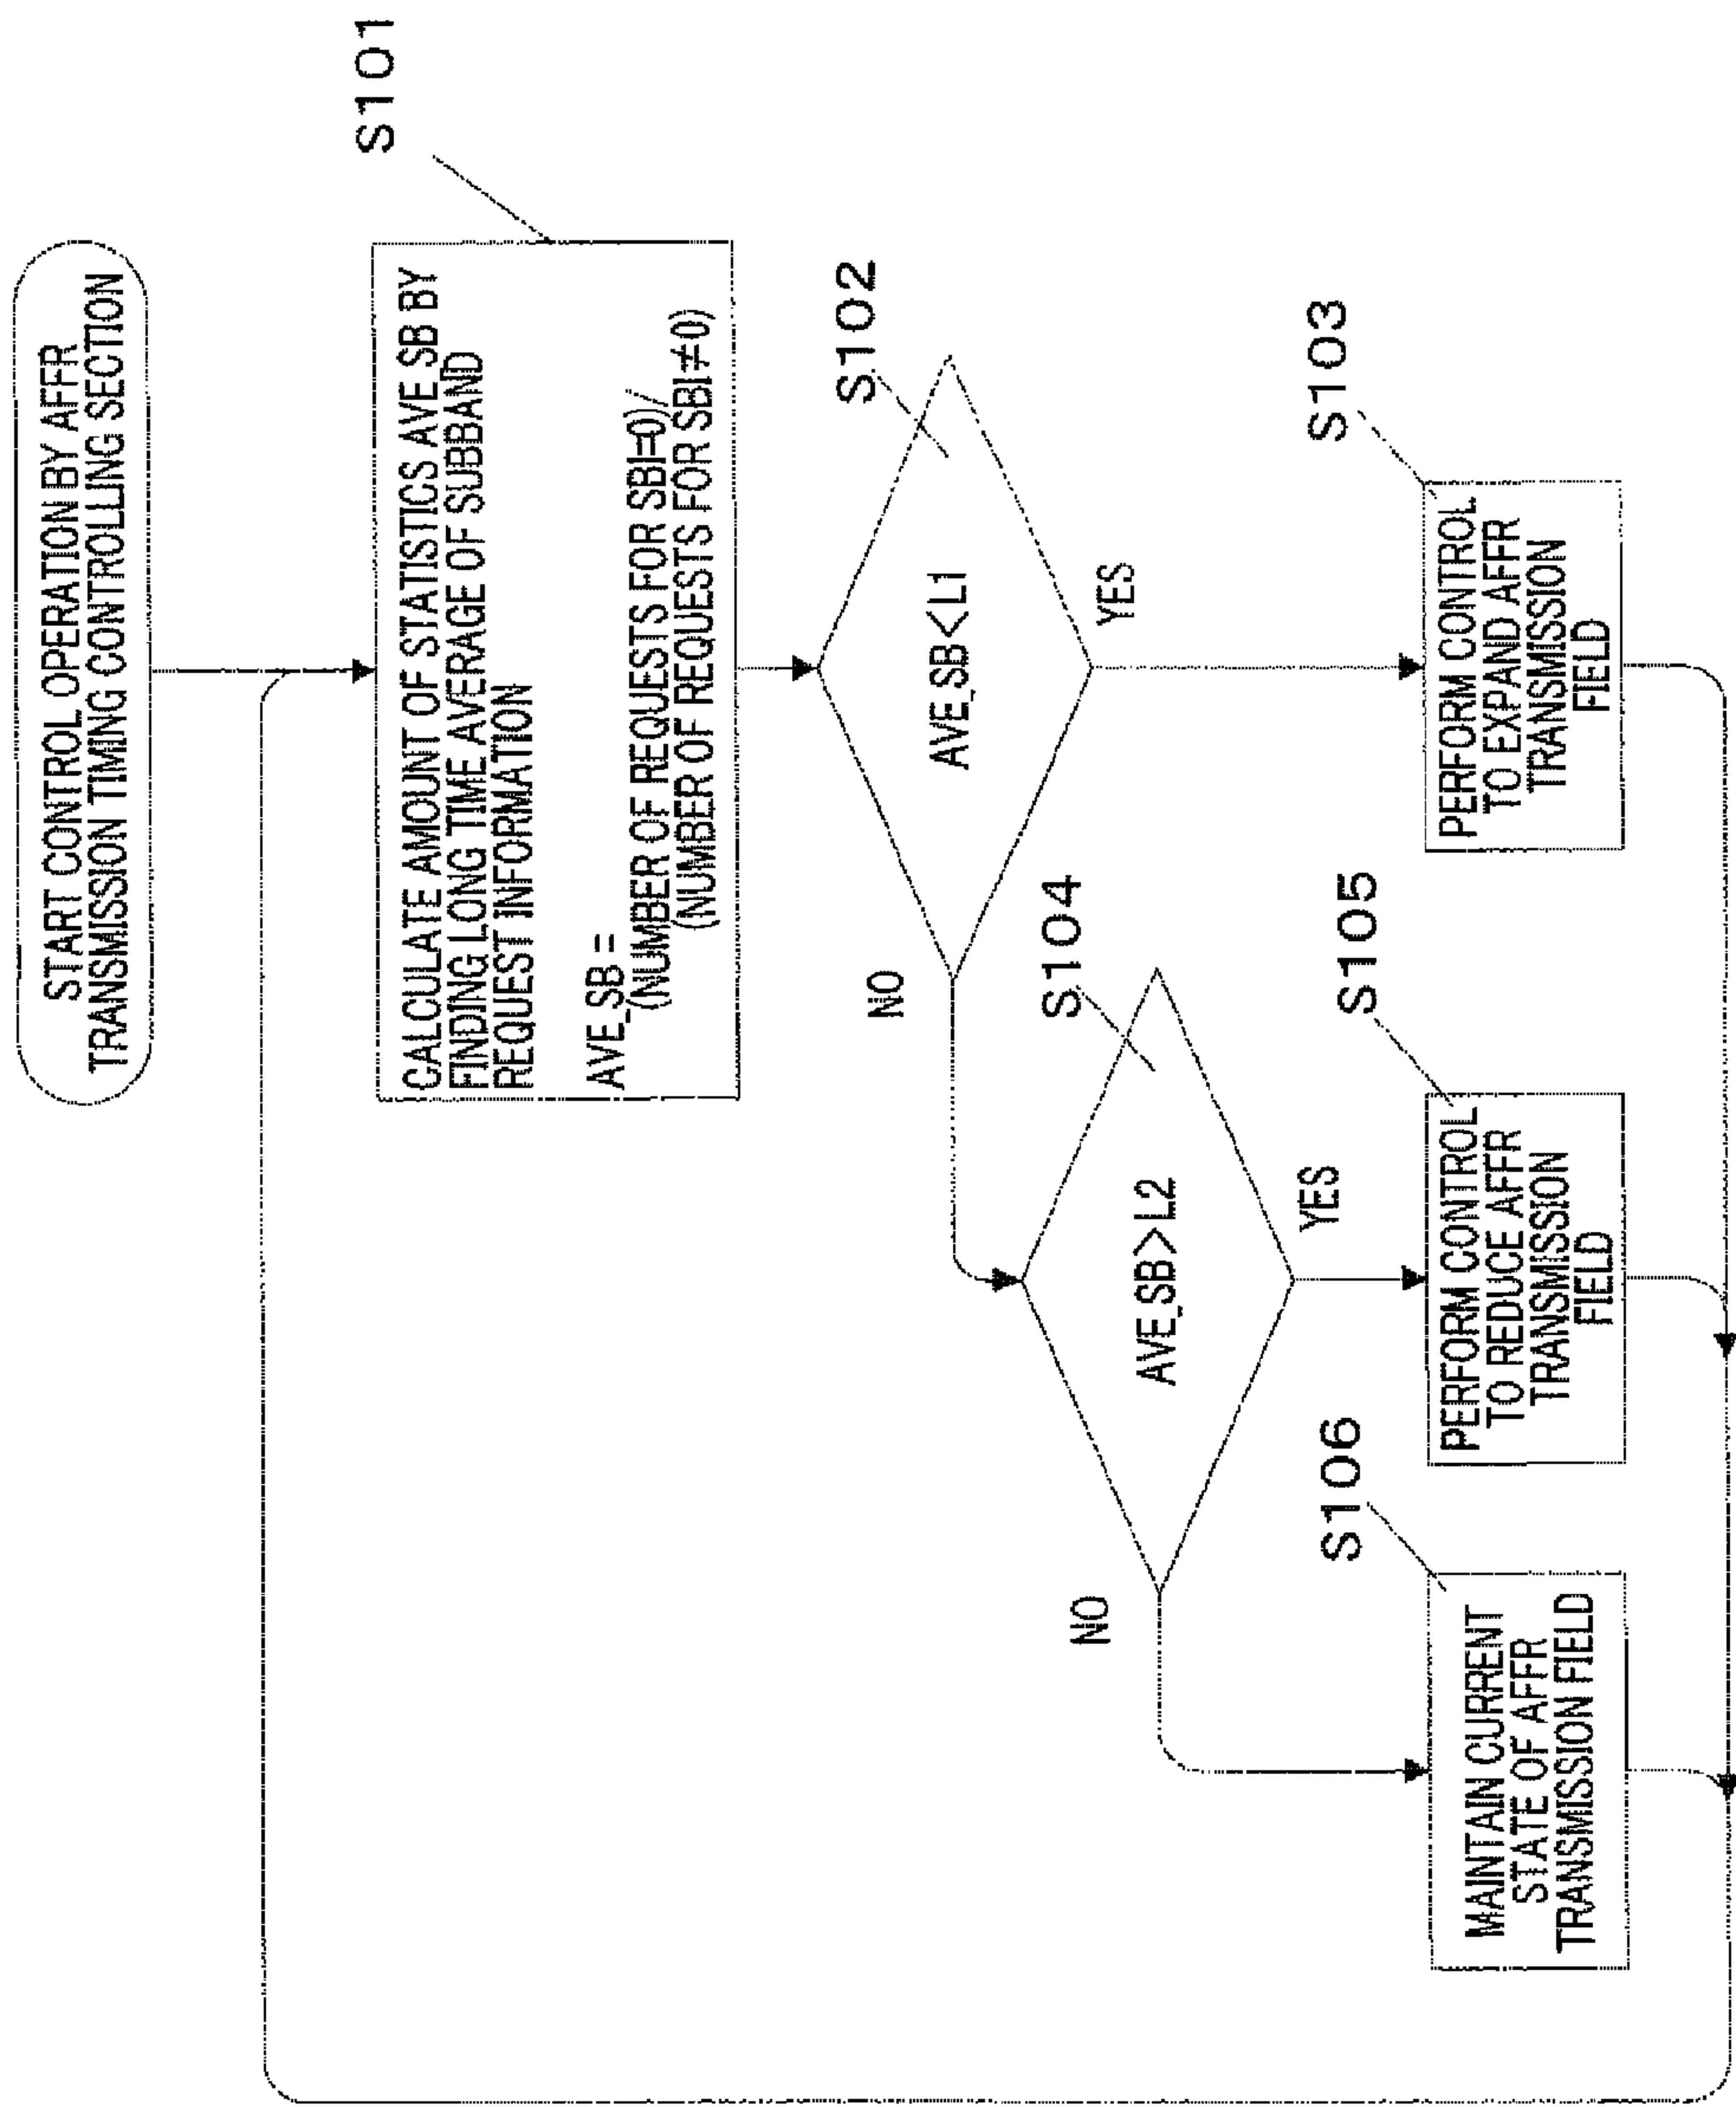 START CONTROL OPERATION BY AFFR
TRANSMISSION TIMING CONTROLLING SECTION
S101
CALCULATE AMOUNT OF STATISTICS AVE SB BY
FINDING LONG TIME AVERAGE OF SUBBAND
REQUEST INFORMATION
AVE_SB =
(NUMBER OF REQUESTS FOR SBI=0)/
(NUMBER OF REQUESTS FOR SBI≠0)
S102
AVE_SB<L1
YES
NO
S103
PERFORM CONTROL
TO EXPAND AFFR
TRANSMISSION
FIELD
S104
AVE_SB>L2
YES
NO
S105
PERFORM CONTROL
TO REDUCE AFFR
TRANSMISSION
FIELD
S106
MAINTAIN CURRENT
STATE OF AFFR
TRANSMISSION FIELD